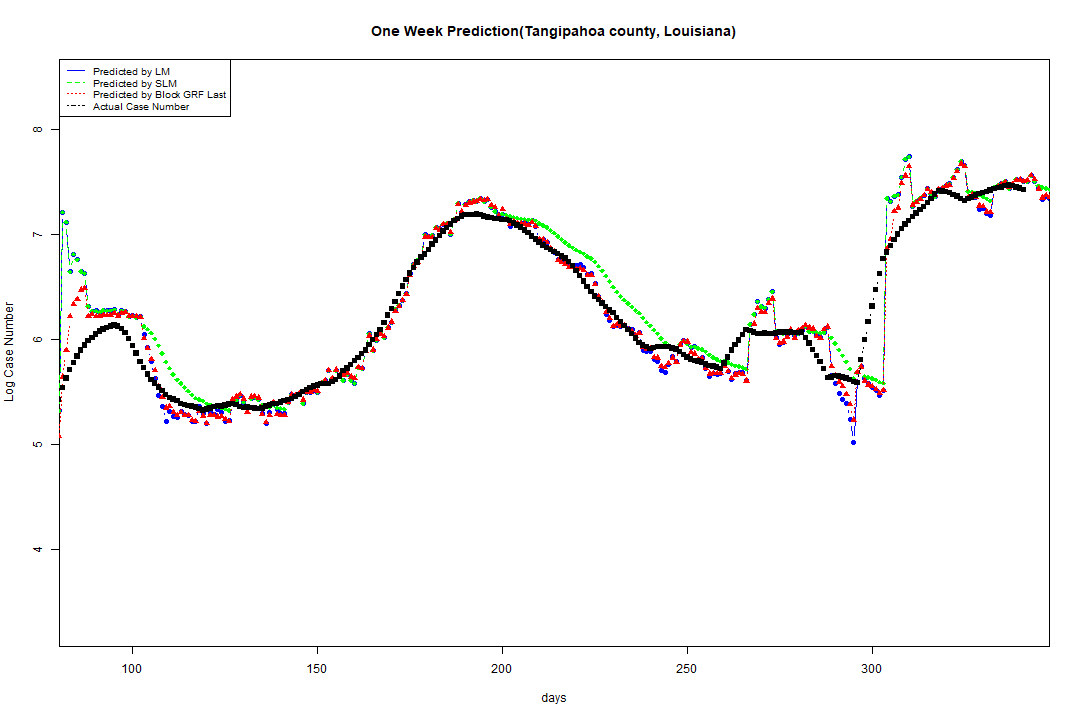 One Week Prediction(Tangipahoa county, Louisiana)
Predicted by LM
Predicted by SLM
Predicted by Block GRF Last
Actual Case Number
8
7
6
5
4
Log Case Number
100 150 200 250 300
days